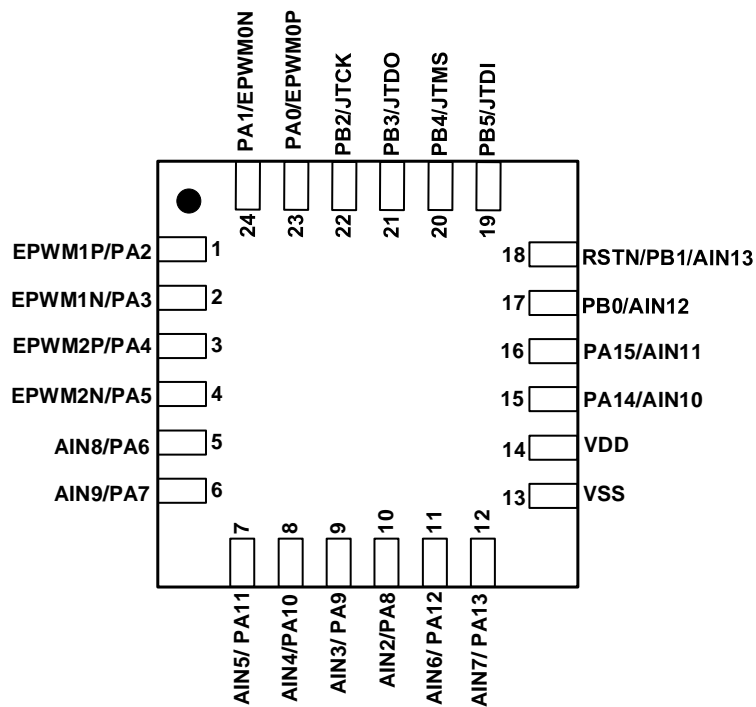 PA1/EPWM0N
PA0/EPWM0P
PB2/JTCK
PB3/JTDO
PB4/JTMS
PB5/JTDI
24
23
22
21
20
19
EPWM1P/PA2
1
EPWM1N/PA3
2
EPWM2P/PA4
3
EPWM2N/PA5
4
AIN8/PA6
5
AIN9/PA7
6
18
RSTN/PB1/AIN13
17
PB0/AIN12
16
PA15/AIN11
15
PA14/AIN10
14
VDD
13
VSS
7
8
9
10
11
12
AIN5/ PA11
AIN4/PA10
AIN3/ PA9
AIN2/PA8
AIN6/ PA12
AIN7/ PA13